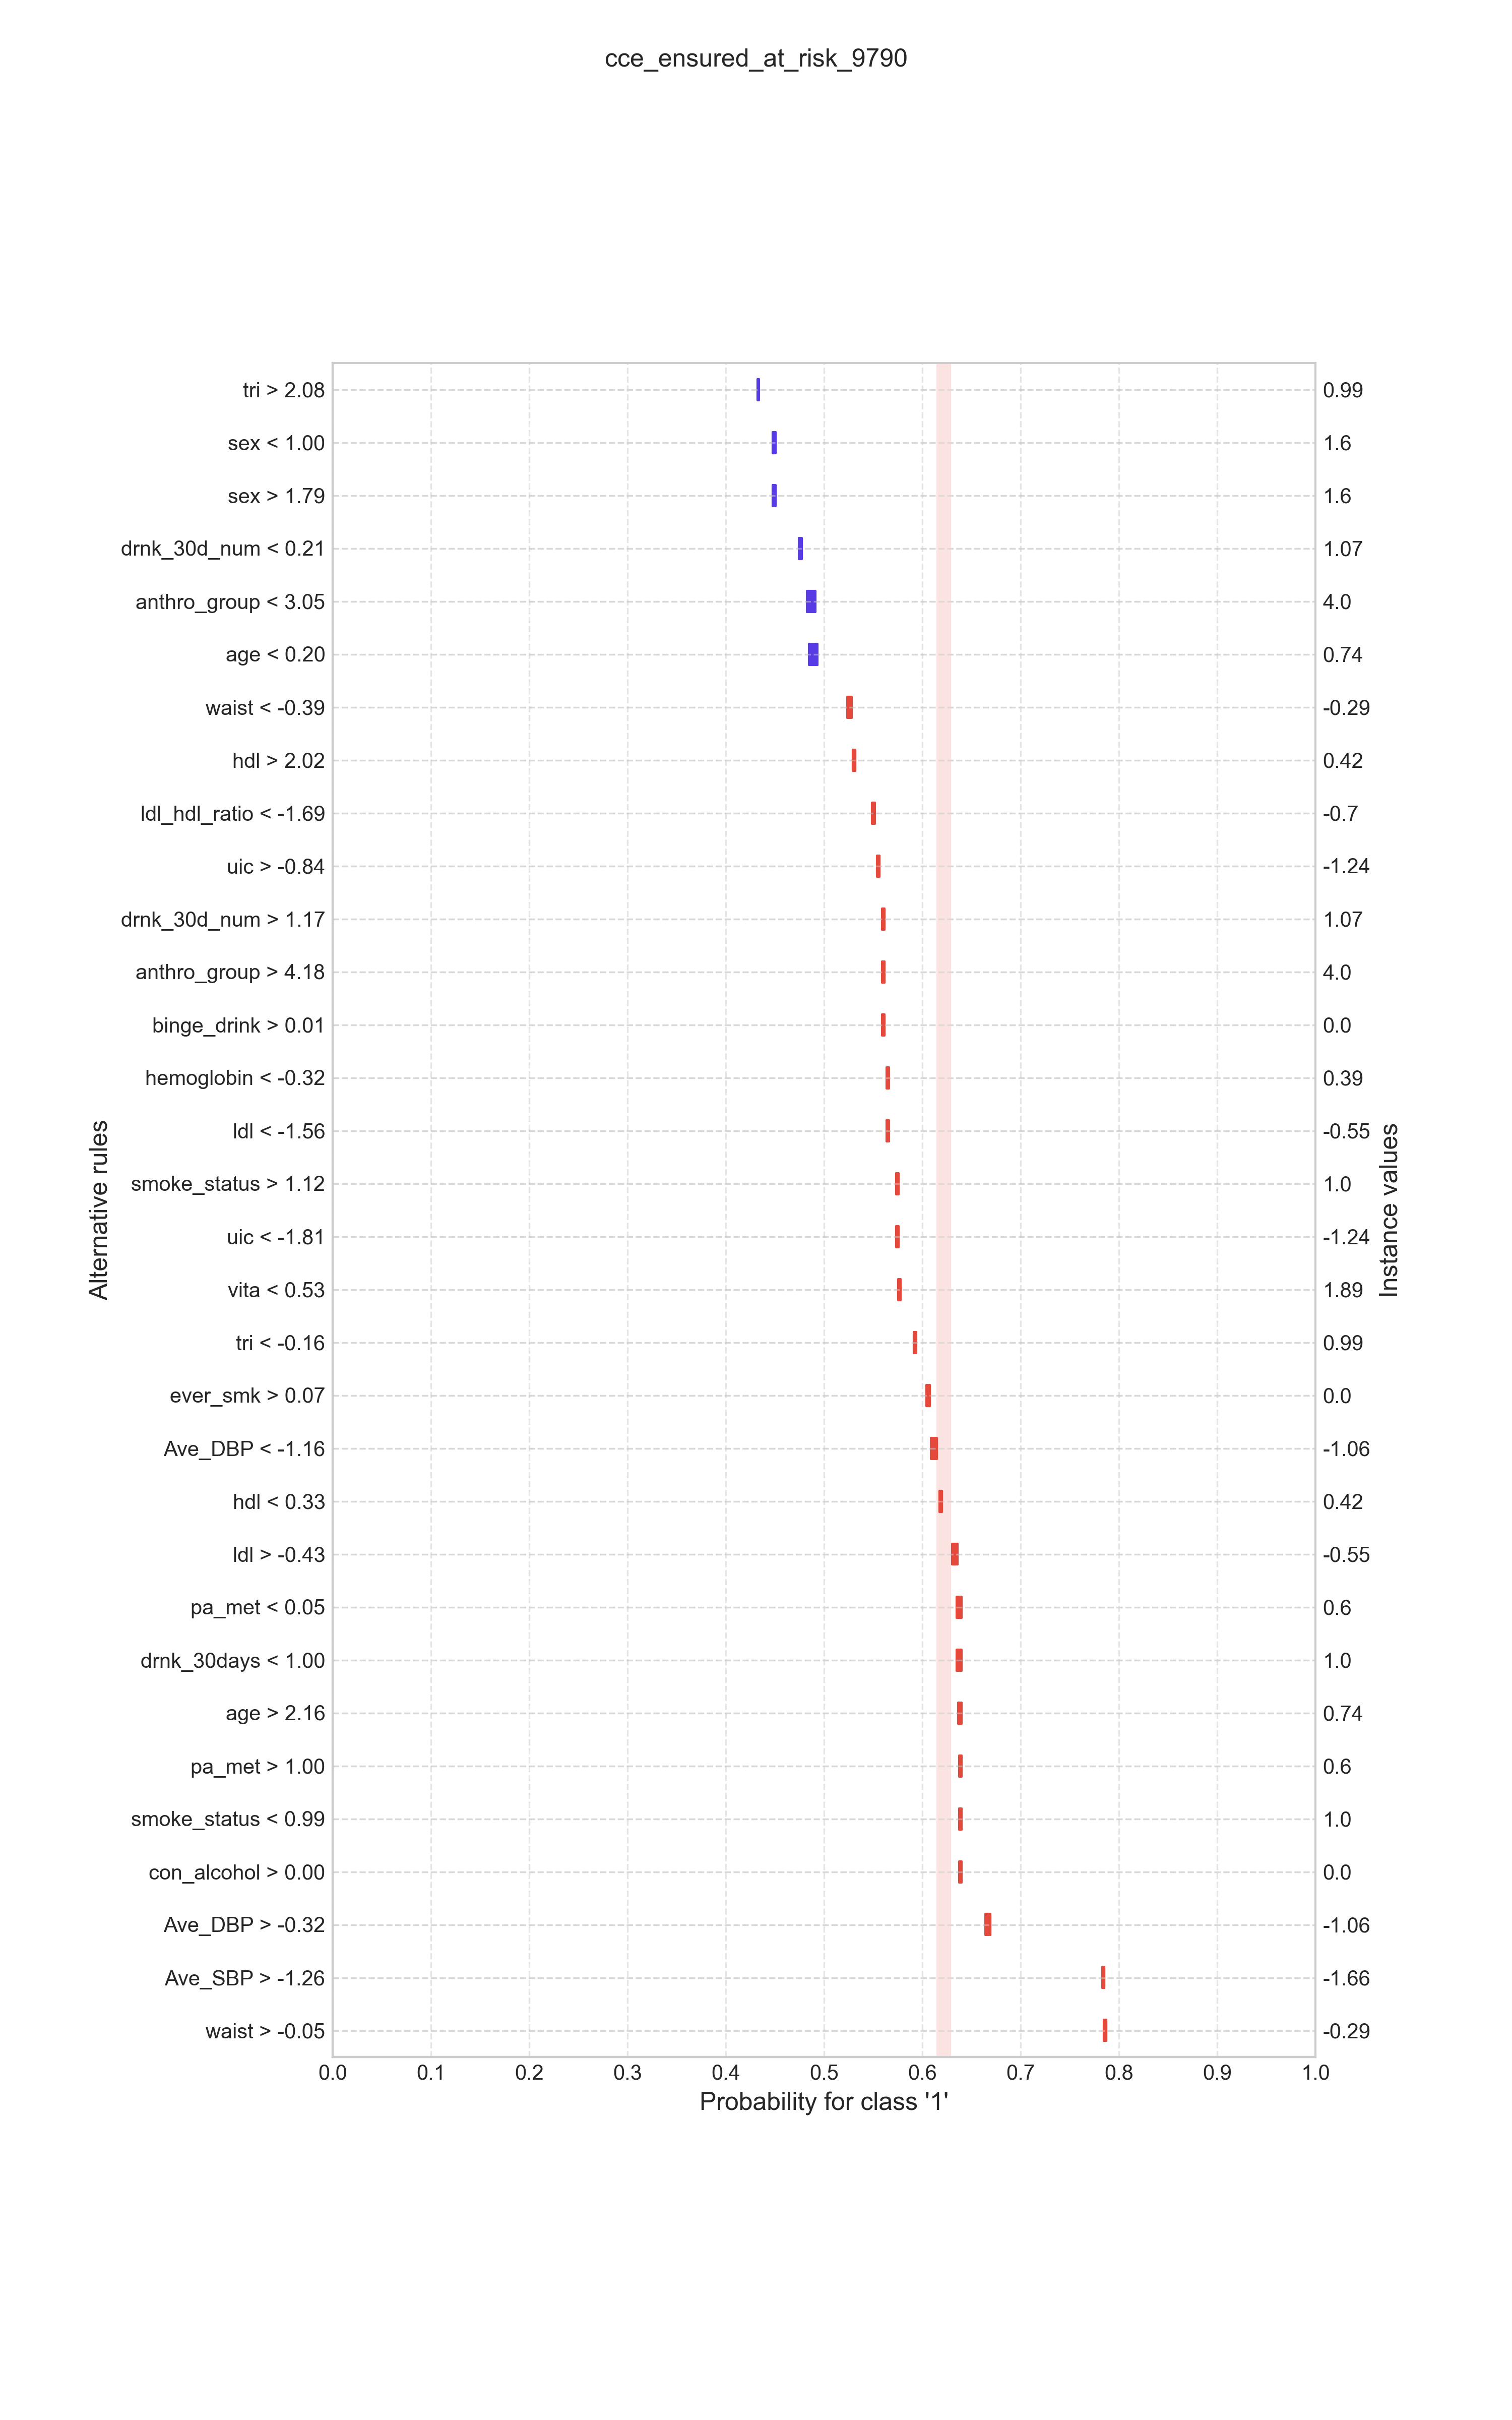 cce_ensured_at_risk_9790
tri > 2.08 0.99
sex < 1.00 1.6
sex > 1.79 1.6
drnk_30d_num < 0.21 1.07
anthro_group < 3.05 4.0
age < 0.20 0.74
waist < -0.39 -0.29
hdl > 2.02 0.42
ldl_hdl_ratio < -1.69 -0.7
uic > -0.84 -1.24
drnk_30d_num > 1.17 1.07
anthro_group > 4.18 4.0
binge_drink > 0.01 0.0
hemoglobin < -0.32 0.39
ldl < -1.56 -0.55
smoke_status > 1.12 1.0
uic < -1.81 -1.24
vita < 0.53 1.89
tri < -0.16 0.99
ever_smk > 0.07 0.0
Ave_DBP < -1.16 -1.06
hdl < 0.33 0.42
ldl > -0.43 -0.55
pa_met < 0.05 0.6
drnk_30days < 1.00 1.0
age > 2.16 0.74
pa_met > 1.00 0.6
smoke_status < 0.99 1.0
con_alcohol > 0.00 0.0
Ave_DBP > -0.32 -1.06
Ave_SBP > -1.26 -1.66
waist > -0.05 -0.29
Alternative rules
Instance values
0.0 0.1 0.2 0.3 0.4 0.5 0.6 0.7 0.8 0.9 1.0
Probability for class '1'